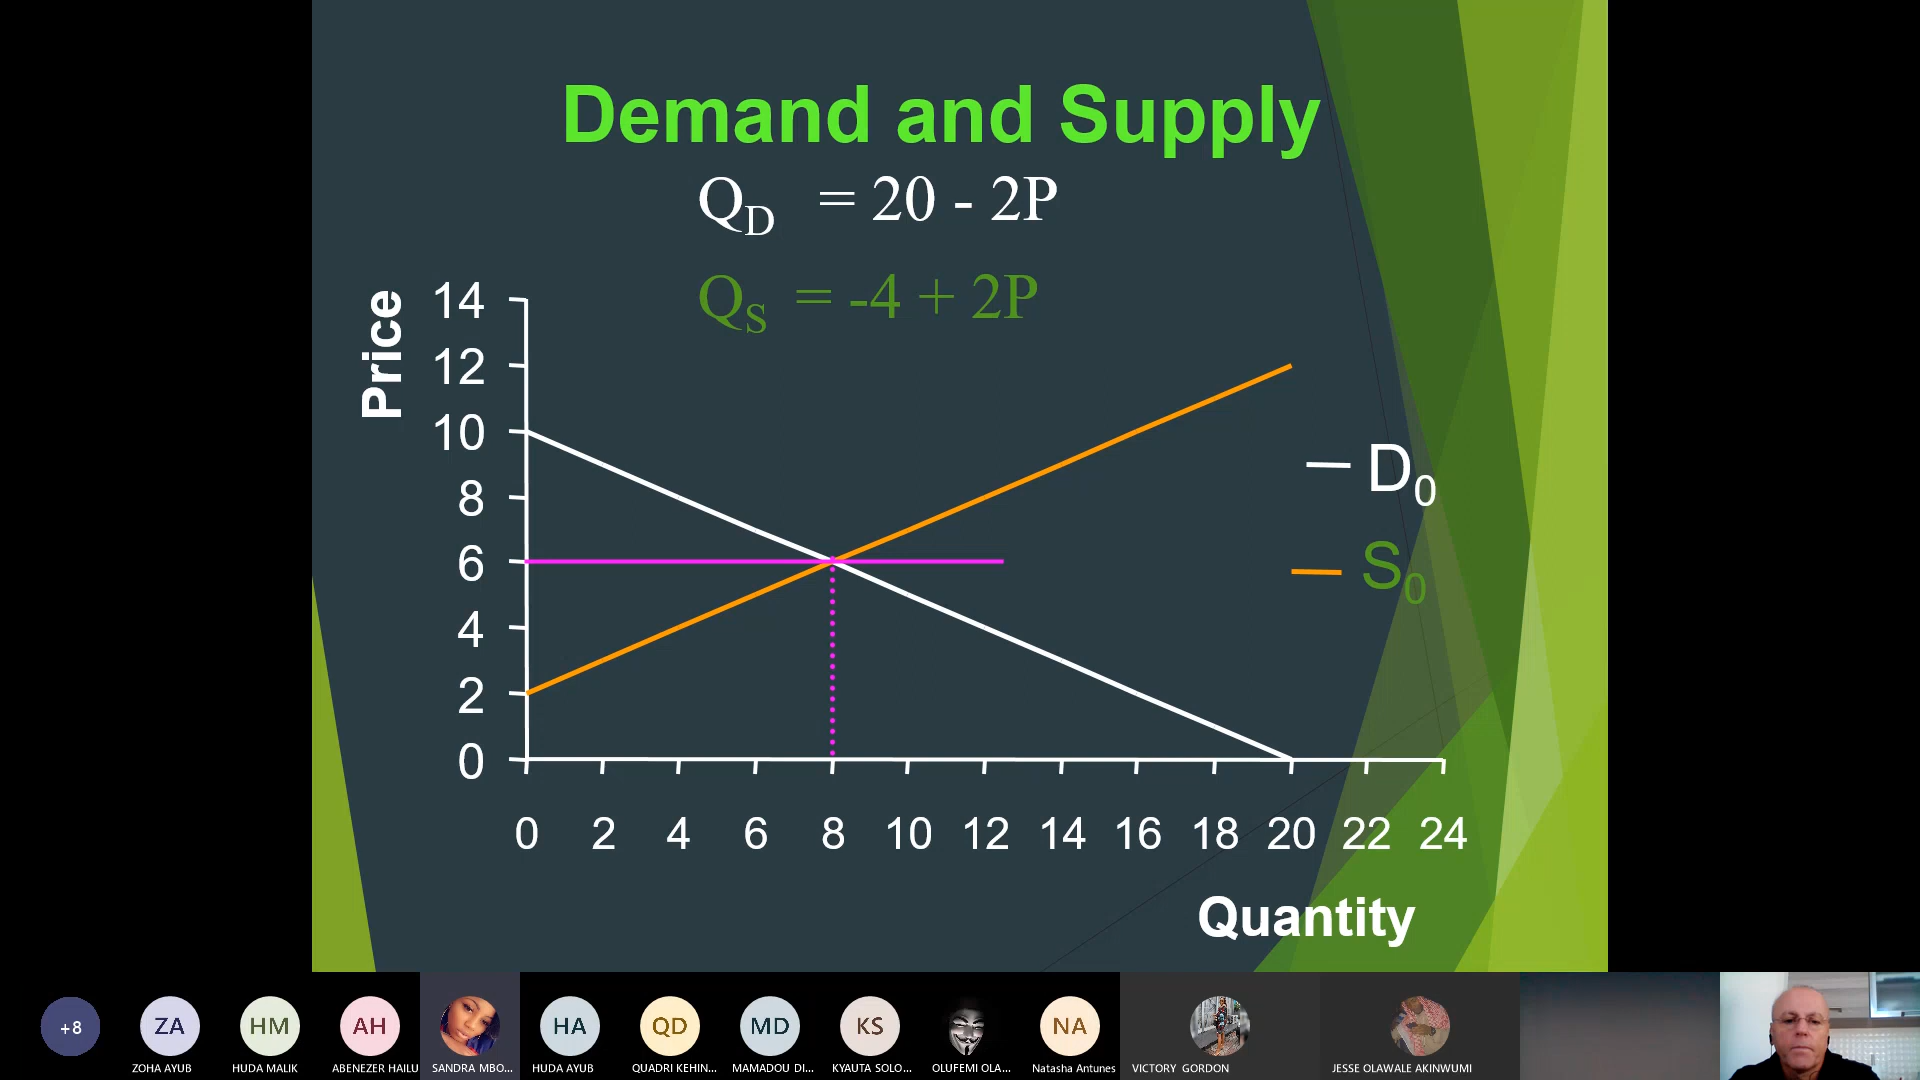 Demand and Supply
QD = 20 - 2P
QS = -4 + 2P
Price
14
12
10
8
6
4
2
0
D0
S0
0 2 4 6 8 10 12 14 16 18 20 22 24
Quantity
+8 ZA HM AH HA QD MD KS NA
ZOHA AYUB HUDA MALIK ABENEZER HAILU SANDRA MBO... HUDA AYUB QUADRI KEHIN... MAMADOU DI... KYAUTA SOLO... OLUFEMI OLA... Natasha Antunes VICTORY GORDON JESSE OLAWALE AKINWUMI